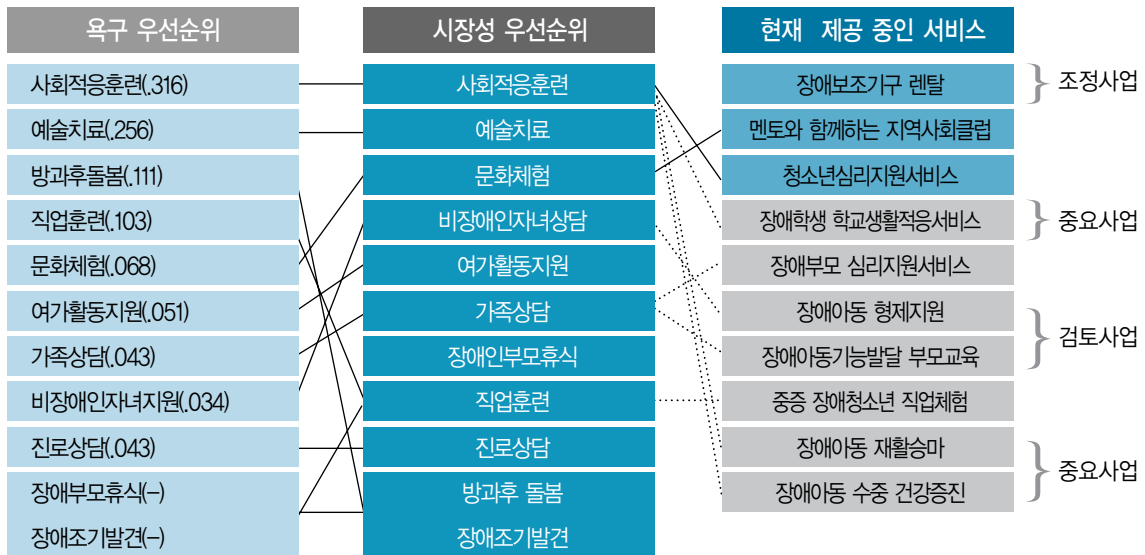 욕구 우선순위
사회적응훈련(.316)
예술치료(.256)
방과후돌봄(.111)
직업훈련(.103)
문화체험(.068)
여가활동지원(.051)
가족상담(.043)
비장애인자녀지원(.034)
진로상담(.043)
장애부모휴식(-)
장애조기발견(-)
시장성 우선순위
사회적응훈련
예술치료
문화체험
비장애인자녀상담
여가활동지원
가족상담
장애인부모휴식
직업훈련
진로상담
방과후 돌봄
장애조기발견
현재 제공 중인 서비스
장애보조기구 렌탈
멘토와 함께하는 지역사회클럽
청소년심리지원서비스
장애학생 학교생활적응서비스
장애부모 심리지원서비스
장애아동 형제지원
장애아동기능발달 부모교육
중증 장애청소년 직업체험
장애아동 재활승마
장애아동 수중 건강증진
조정사업
중요사업
검토사업
중요사업